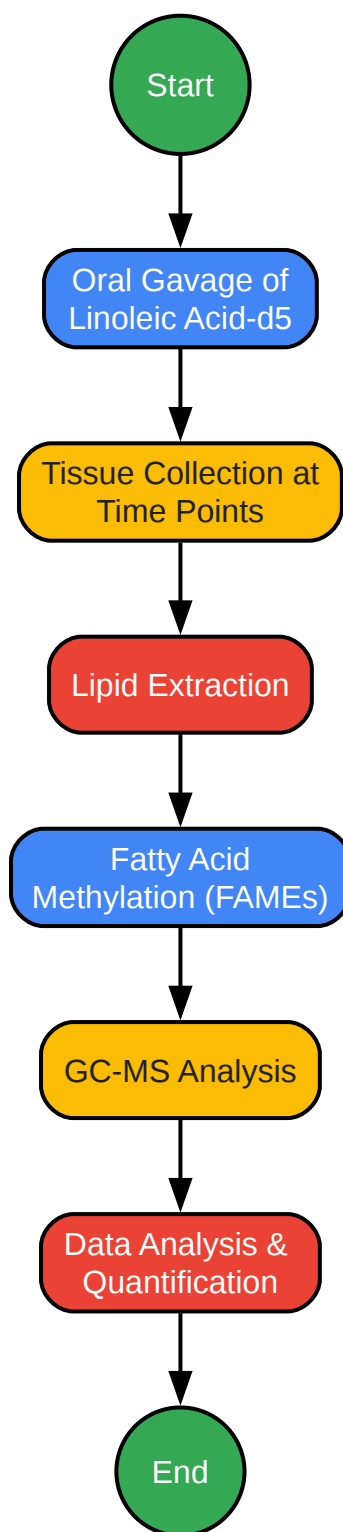 Start
Oral Gavage of
Linoleic Acid-d5
Tissue Collection at
Time Points
Lipid Extraction
Fatty Acid
Methylation (FAMEs)
GC-MS Analysis
Data Analysis &
Quantification
End